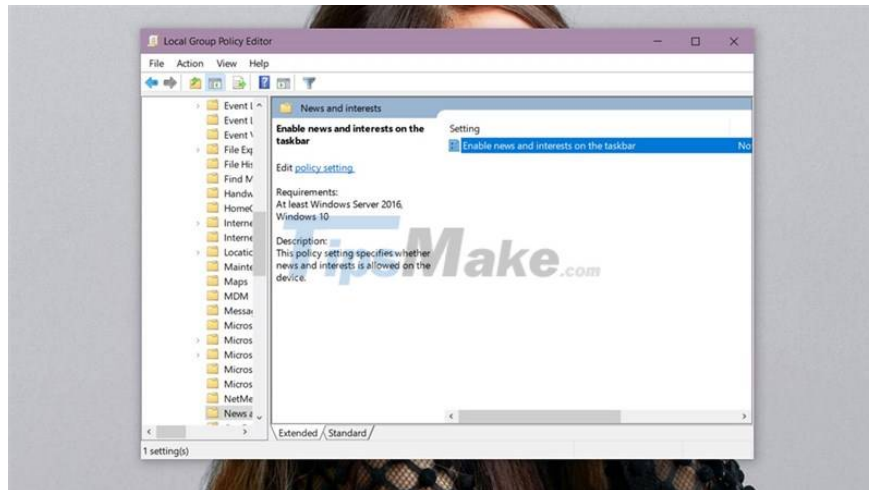 Local Group Policy Editor
File Action View Help
Event L
Event L
Event \
File Exp
File His
Find M
Handw
HomeG
Interne
Interne
Locatio
Mainte
Maps
MDM
Messag
Micros
Micros
Micros
Micros
Micros
NetMe
News a
News and interests
Enable news and interests on the
taskbar
Edit policy setting.
Requirements:
At least Windows Server 2016,
Windows 10
Description:
This policy setting specifies whether
news and interests is allowed on the
device.
Setting
Enable news and interests on the taskbar No
TipsMake.com
Extended Standard
1 setting(s)